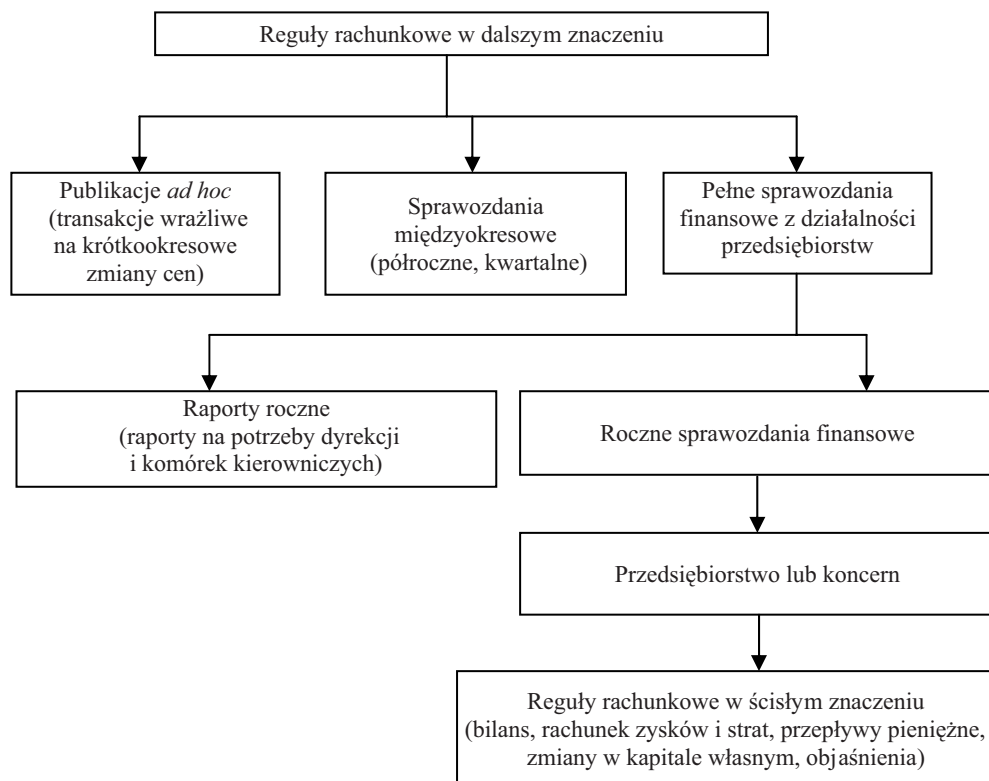 Reguły rachunkowe w dalszym znaczeniu
Publikacje ad hoc
(transakcje wrażliwe
na krótkookresowe
zmiany cen)
Sprawozdania
międzyokresowe
(półroczne, kwartalne)
Pełne sprawozdania
finansowe z działalności
przedsiębiorstw
Raporty roczne
(raporty na potrzeby dyrekcji
i komórek kierowniczych)
Roczne sprawozdania finansowe
Przedsiębiorstwo lub koncern
Reguły rachunkowe w ścisłym znaczeniu
(bilans, rachunek zysków i strat, przepływy pieniężne,
zmiany w kapitale własnym, objaśnienia)